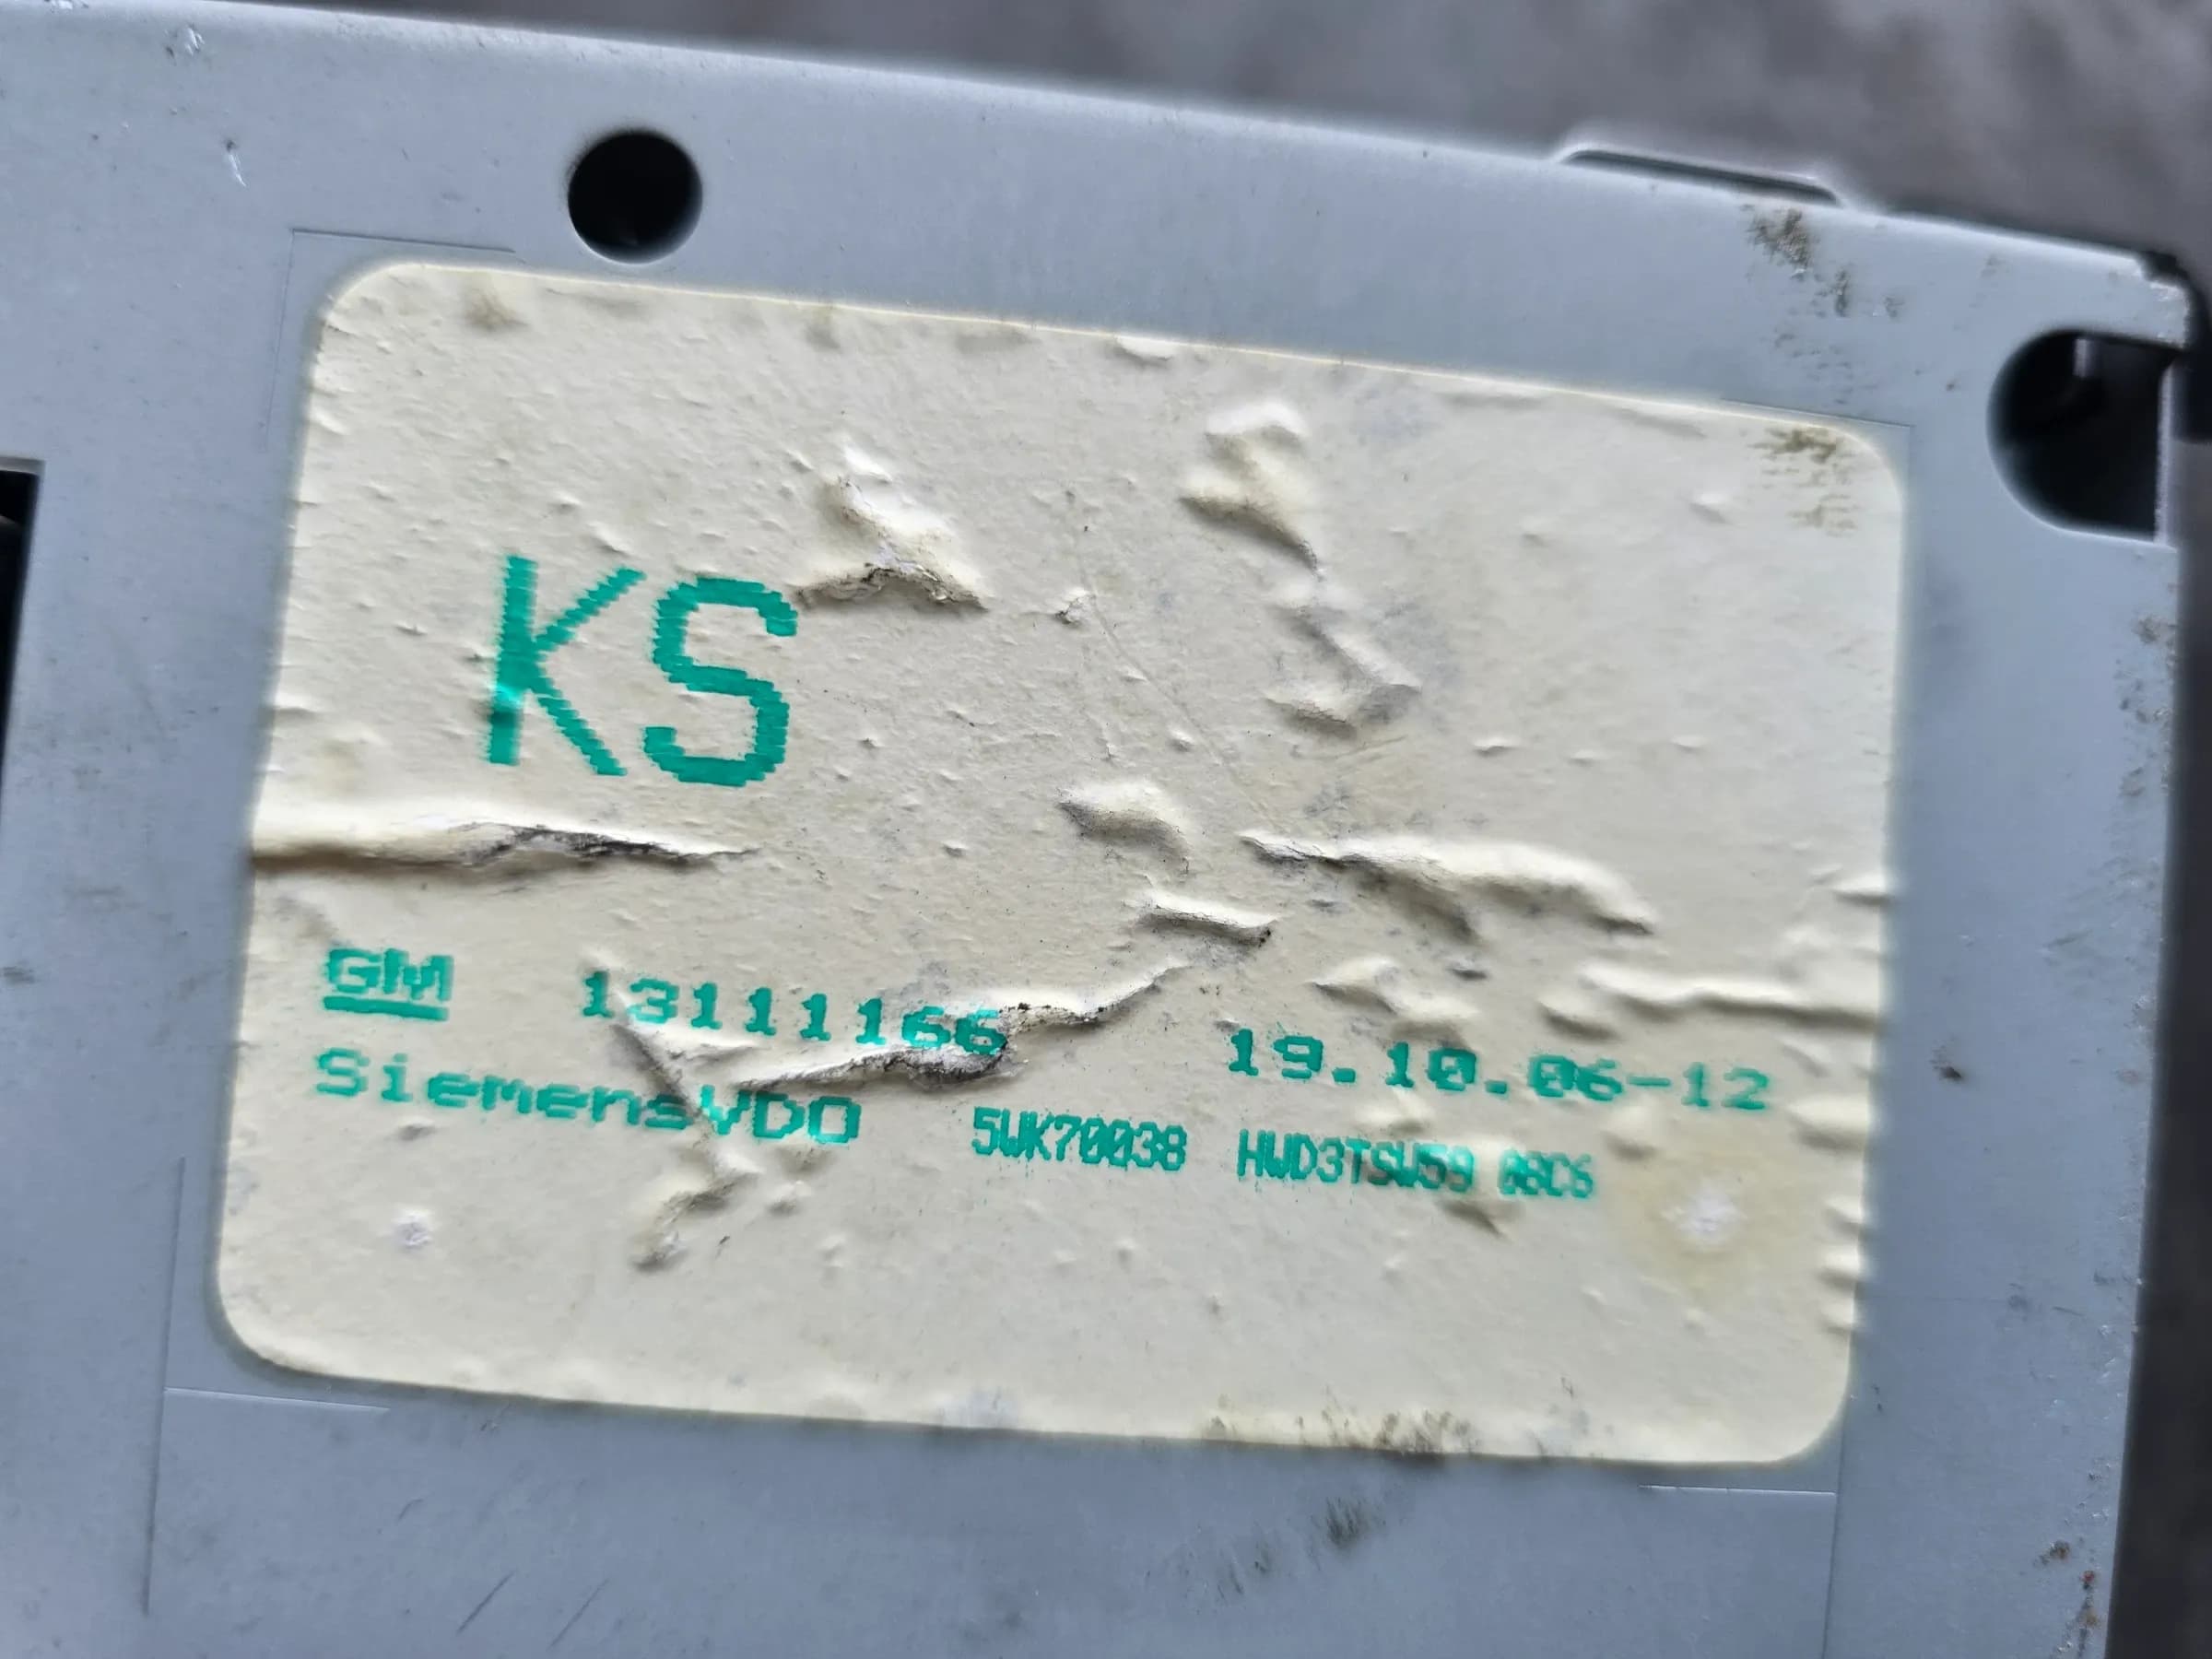 KS
GM 13111166 19.10.06-12
SiemensVDO 5WK70038 HWD3TSW59 08C6